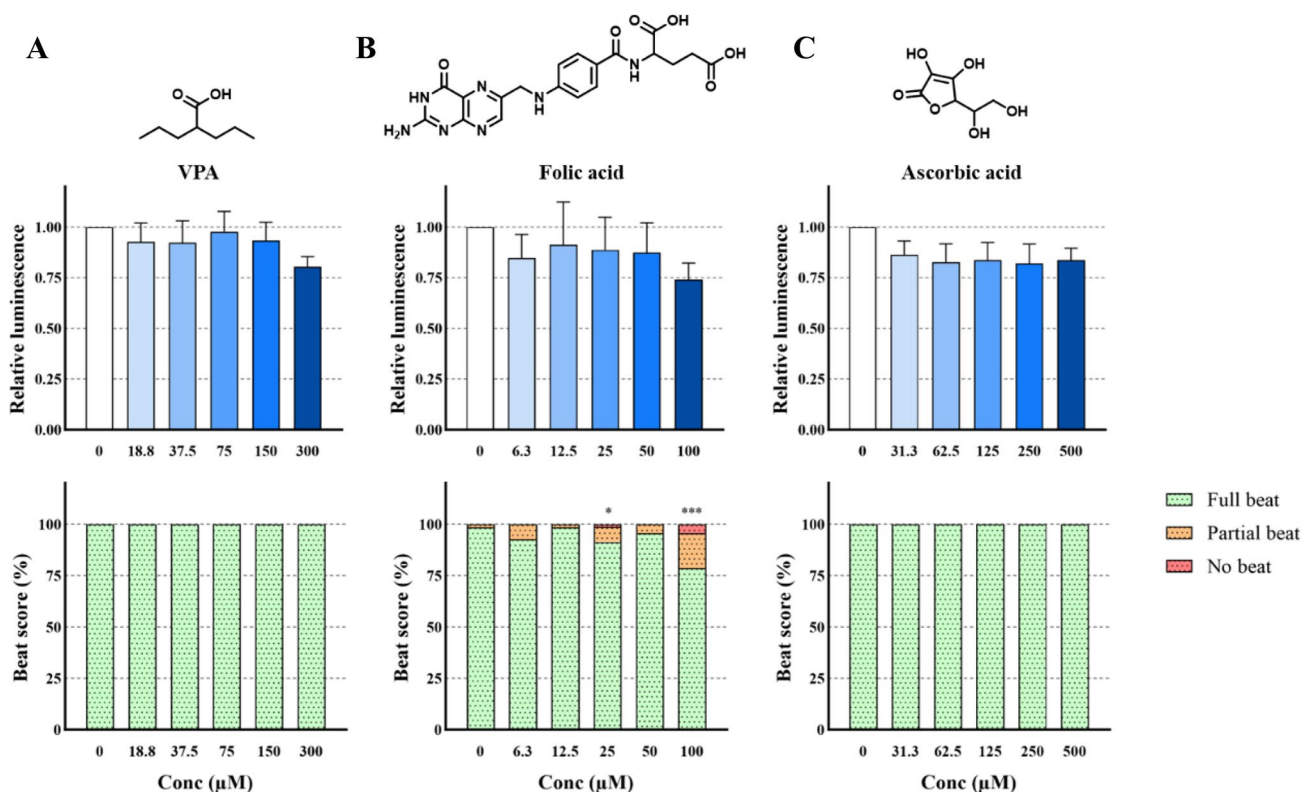 A
B
C
O
OH
O
N
HN
H2N
N
N
N
H
O
N
H
O
OH
O
OH
HO
OH
O
O
OH
OH
VPA
Folic acid
Ascorbic acid
Relative luminescence
1.00
0.75
0.50
0.25
0.00
0 18.8 37.5 75 150 300
Relative luminescence
1.00
0.75
0.50
0.25
0.00
0 6.3 12.5 25 50 100
Relative luminescence
1.00
0.75
0.50
0.25
0.00
0 31.3 62.5 125 250 500
Beat score (%)
100
75
50
25
0
0 18.8 37.5 75 150 300
Conc (µM)
Beat score (%)
100
75
50
25
0
* ***
0 6.3 12.5 25 50 100
Conc (µM)
Beat score (%)
100
75
50
25
0
0 31.3 62.5 125 250 500
Conc (µM)
Full beat
Partial beat
No beat